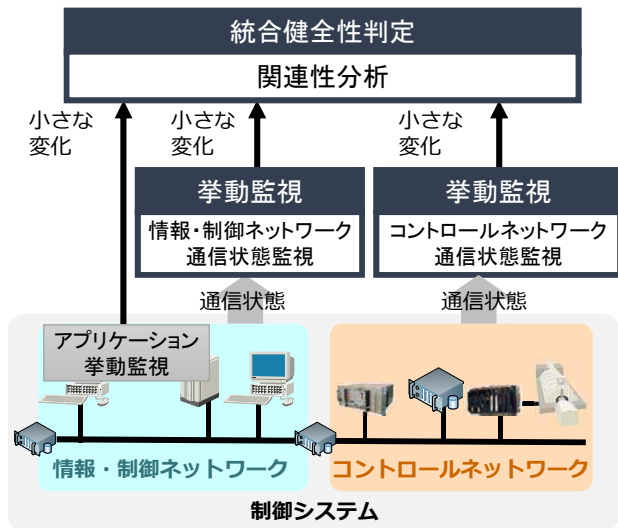 統合健全性判定
関連性分析
小さな
変化
小さな
変化
小さな
変化
挙動監視
情報・制御ネットワーク
通信状態監視
挙動監視
コントロールネットワーク
通信状態監視
通信状態
通信状態
アプリケーション
挙動監視
情報・制御ネットワーク
コントロールネットワーク
制御システム